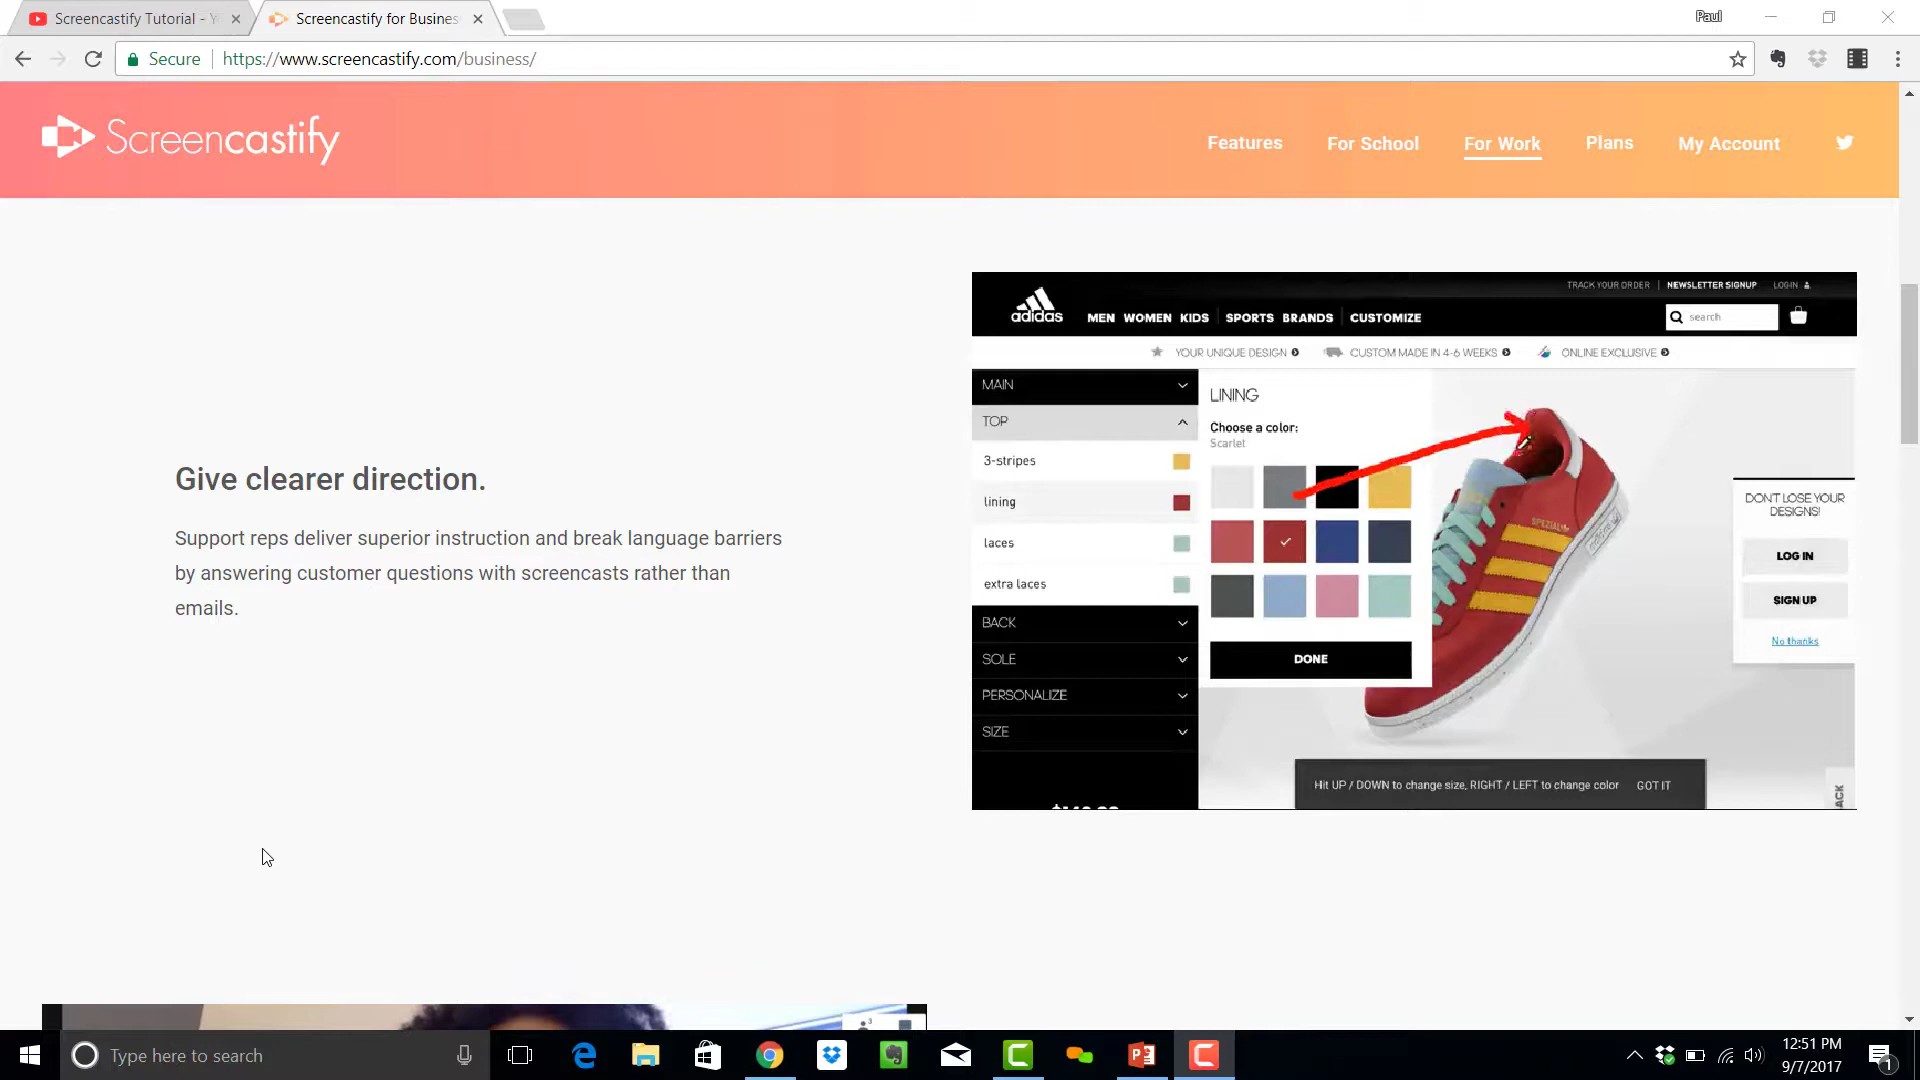 Screencastify Tutorial - Y
Screencastify for Busines
Paul
Secure
https://www.screencastify.com/business/
Screencastify
Features
For School
For Work
Plans
My Account
adidas
TRACK YOUR ORDER
NEWSLETTER SIGNUP
LOGIN
MEN WOMEN KIDS SPORTS BRANDS CUSTOMIZE
search
YOUR UNIQUE DESIGN
CUSTOM MADE IN 4-6 WEEKS
ONLINE EXCLUSIVE
MAIN
TOP
3-stripes
lining
laces
extra laces
BACK
SOLE
PERSONALIZE
SIZE
LINING
Choose a color:
Scarlet
DONE
SPEZIAL
DON'T LOSE YOUR
DESIGNS!
LOG IN
SIGN UP
No thanks
Hit UP / DOWN to change size, RIGHT / LEFT to change color
GOT IT
Give clearer direction.
Support reps deliver superior instruction and break language barriers
by answering customer questions with screencasts rather than
emails.
Type here to search
12:51 PM
9/7/2017
1